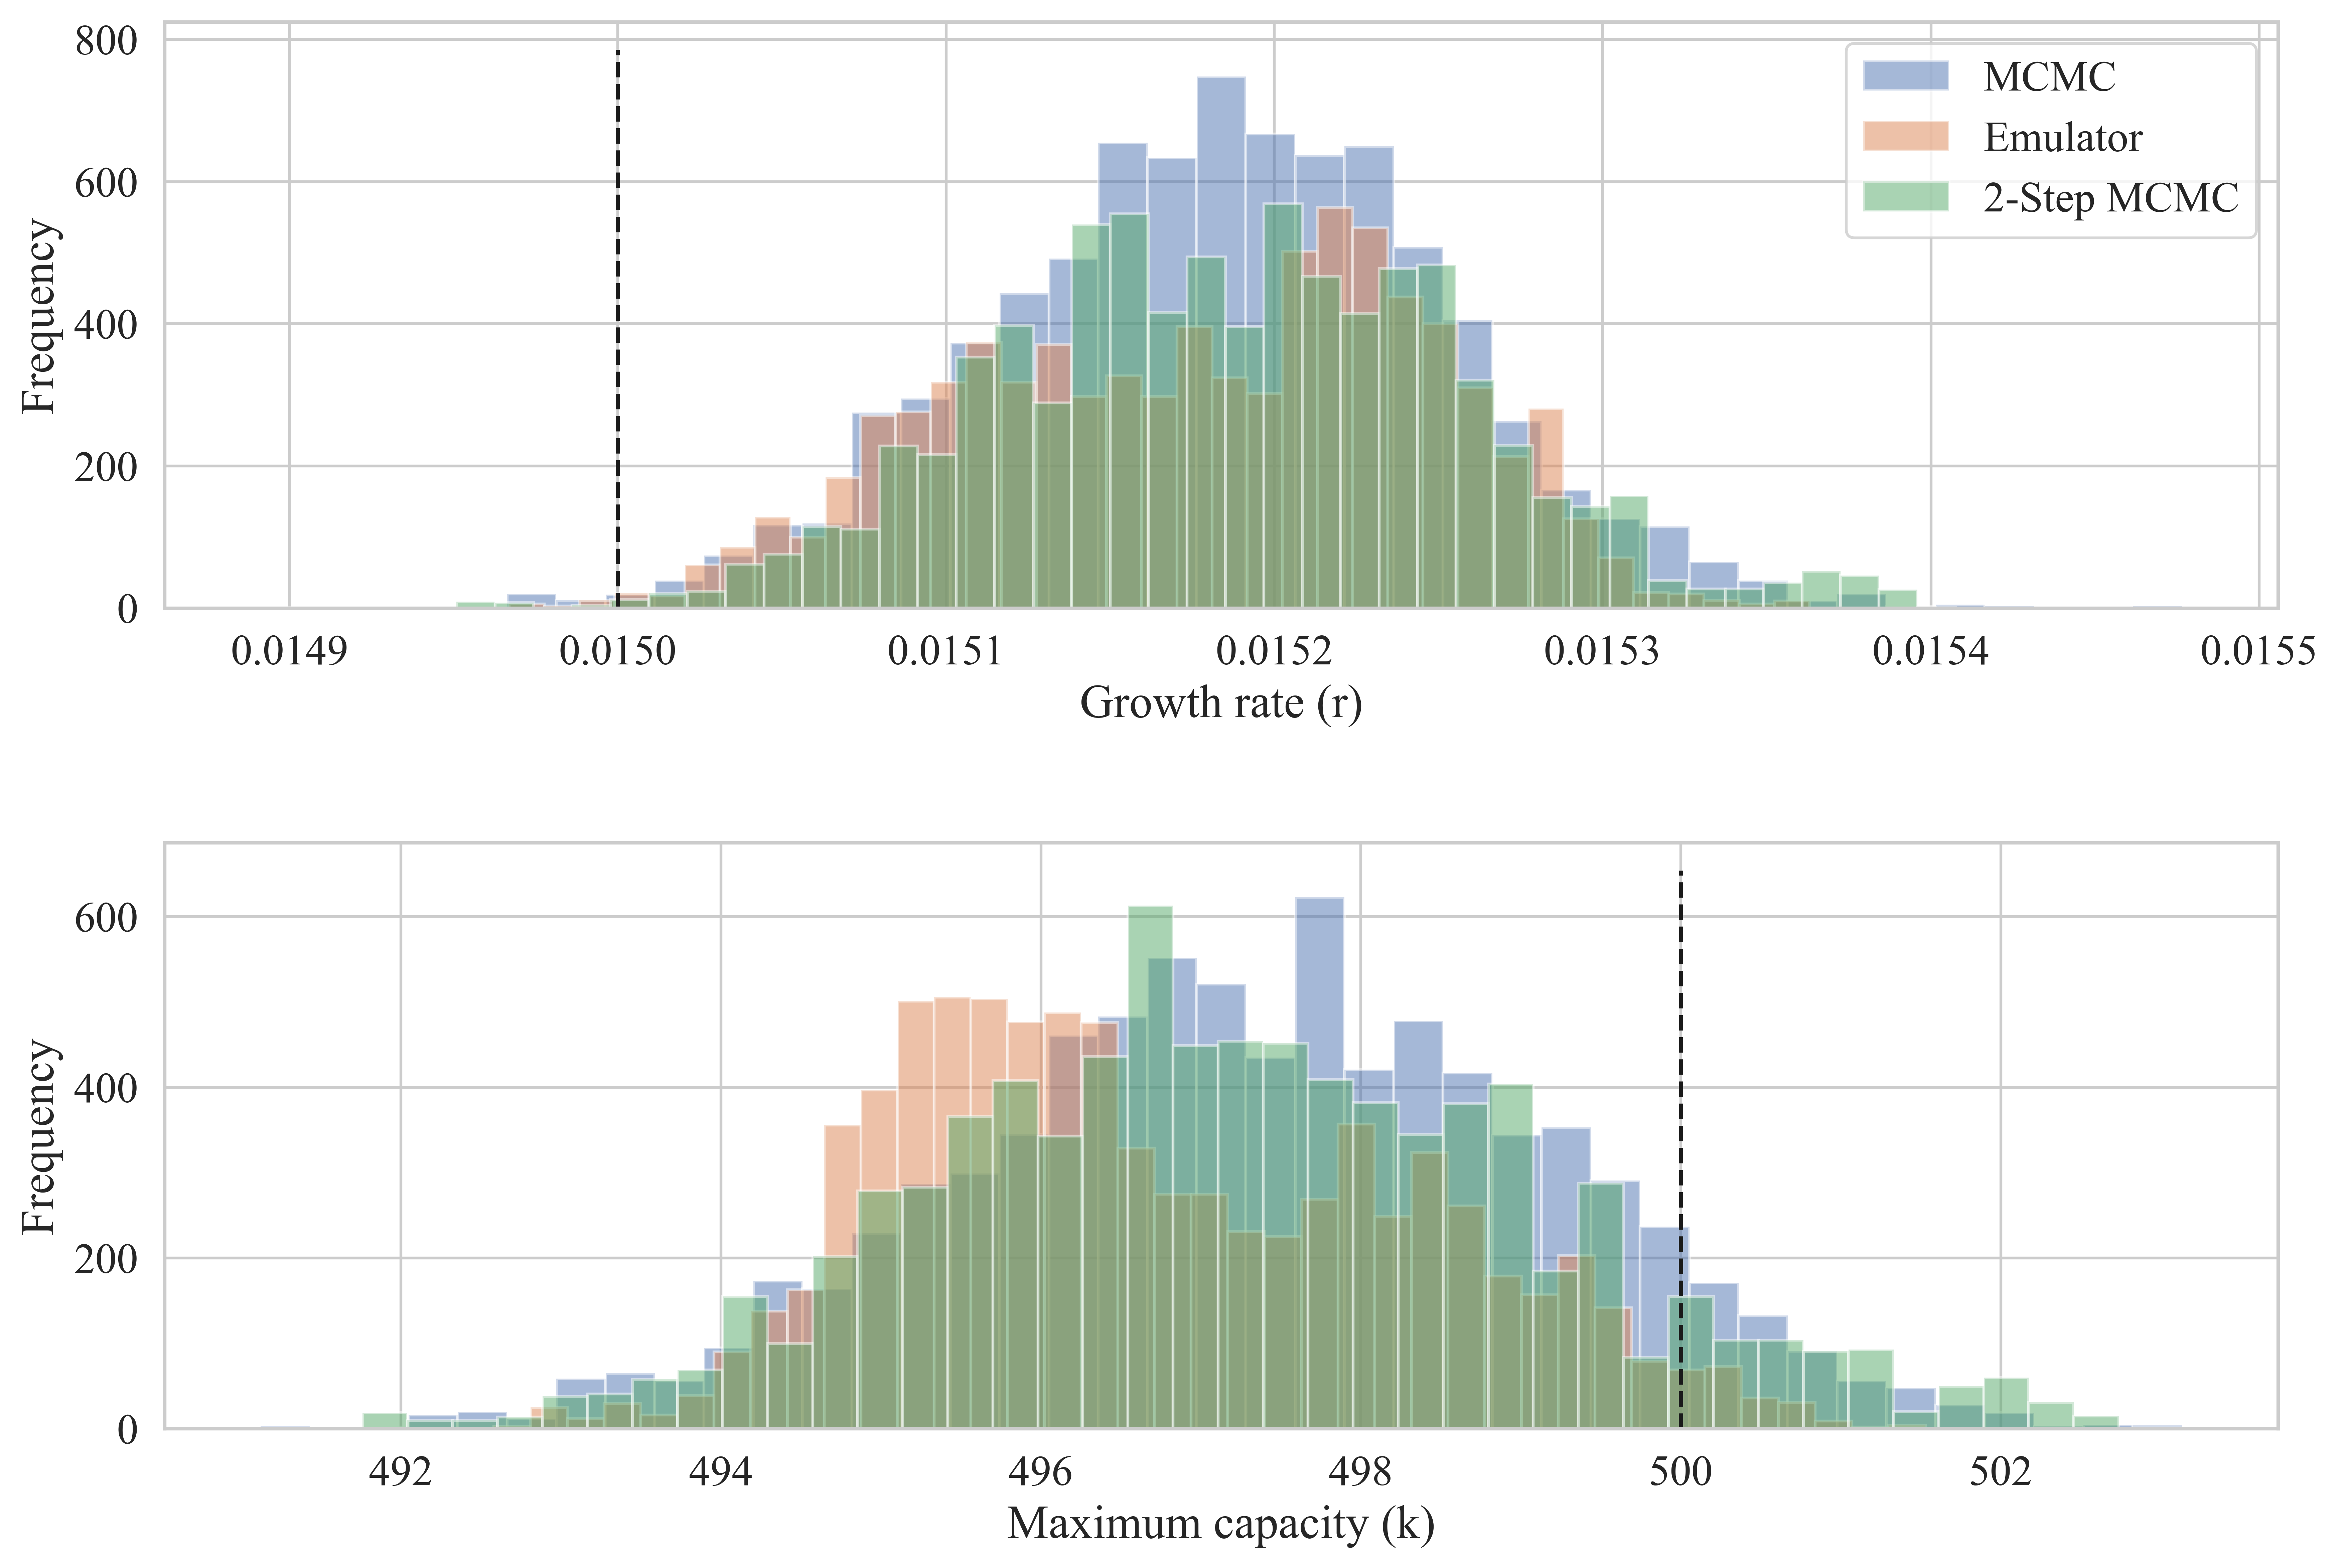 800
600
400
200
0
Frequency
MCMC
Emulator
2-Step MCMC
0.0149 0.0150 0.0151 0.0152 0.0153 0.0154 0.0155
Growth rate (r)
600
400
200
0
Frequency
492 494 496 498 500 502
Maximum capacity (k)